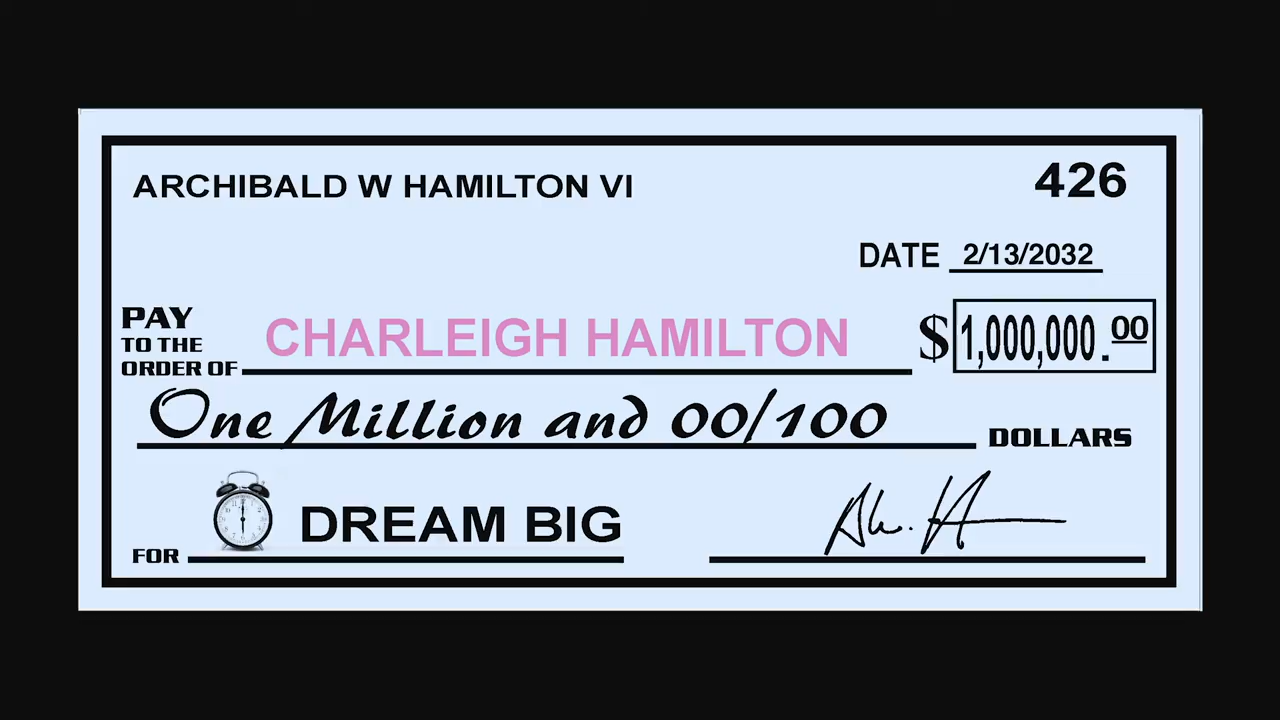 ARCHIBALD W HAMILTON VI
426
DATE 2/13/2032
PAY
TO THE
ORDER OF
CHARLEIGH HAMILTON
$ 1,000,000.00
One Million and 00/100 DOLLARS
FOR DREAM BIG